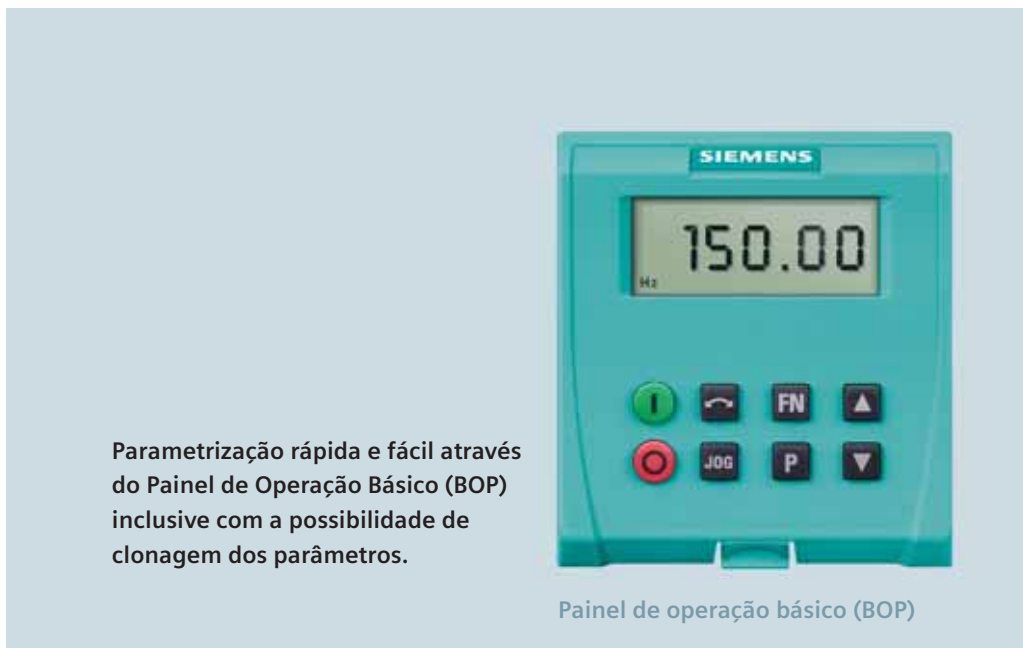 SIEMENS
150.00
Hz
I
FN
O
JOG
P
Parametrização rápida e fácil através
do Painel de Operação Básico (BOP)
inclusive com a possibilidade de
clonagem dos parâmetros.
Painel de operação básico (BOP)